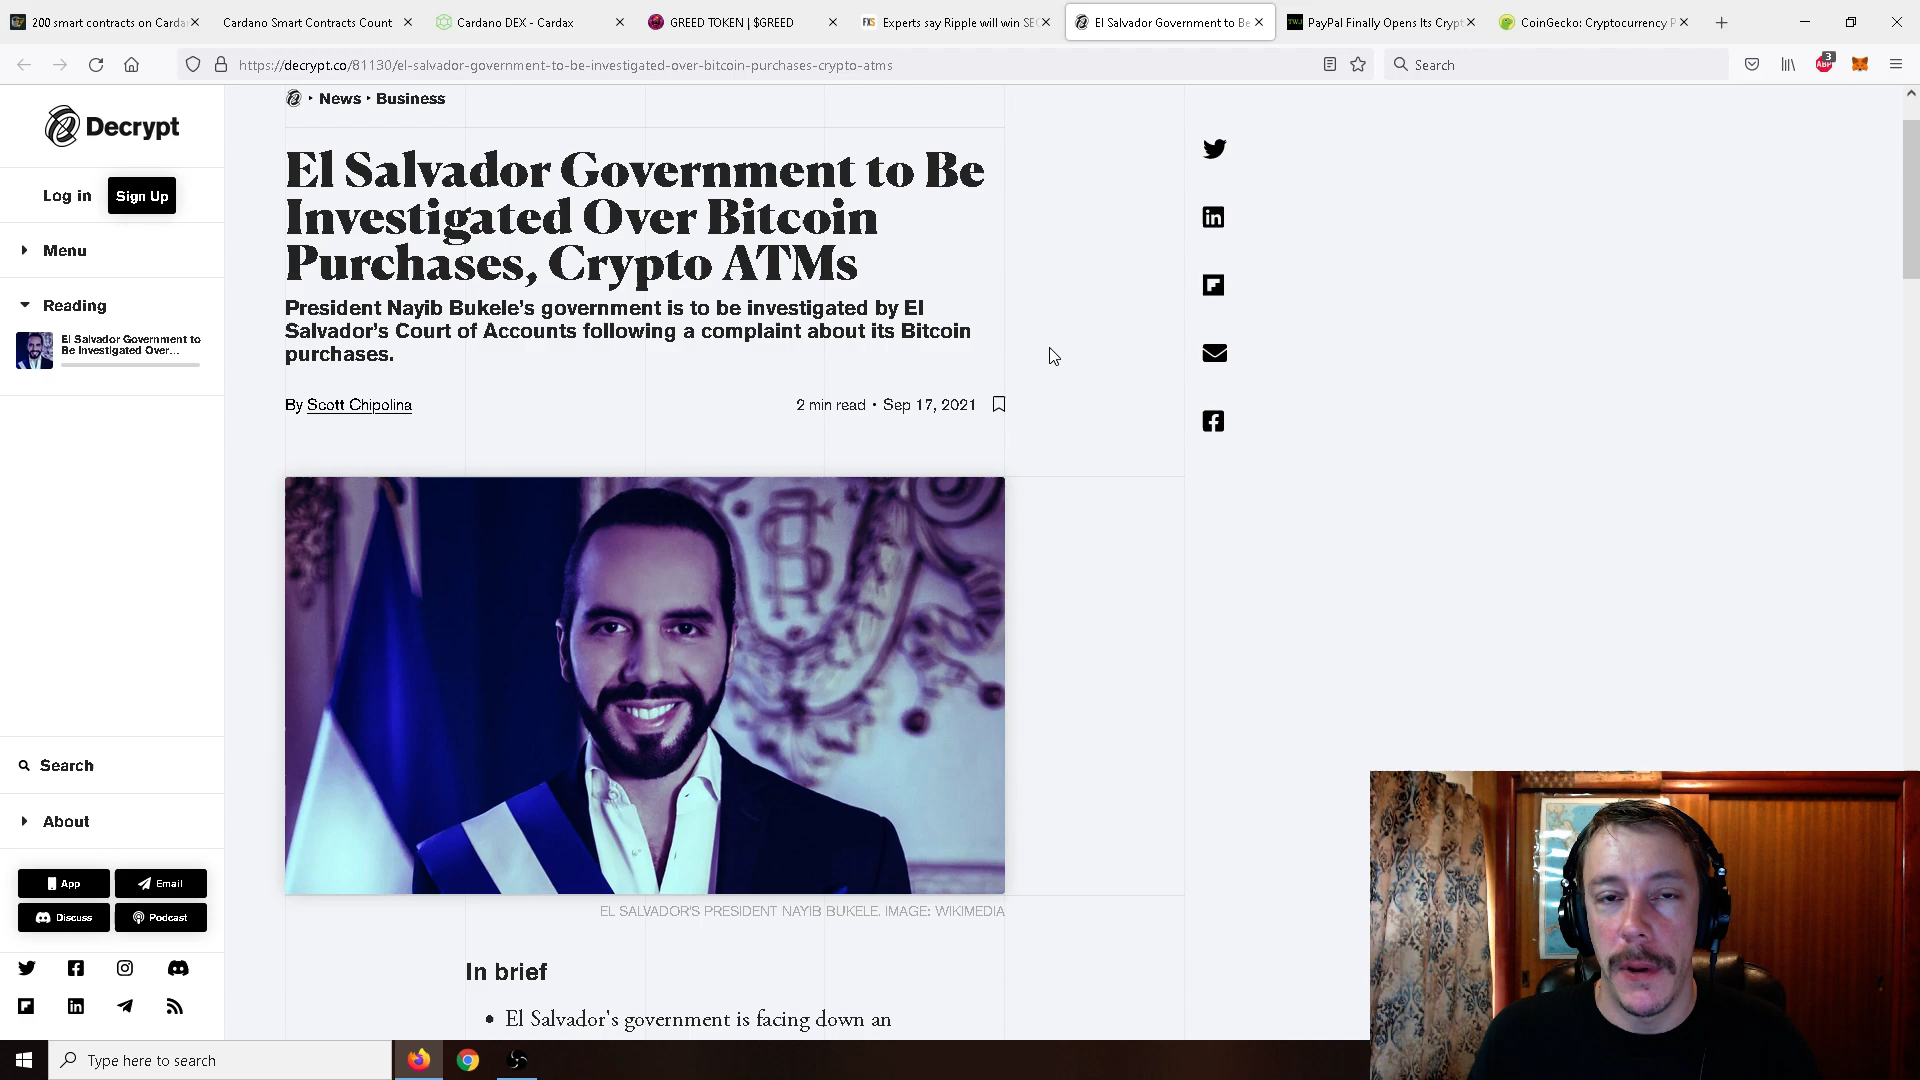 200 smart contracts on Carda
Cardano Smart Contracts Count
Cardano DEX - Cardax
GREED TOKEN | $GREED
FXS
Experts say Ripple will win SEC
El Salvador Government to Be
TWJ
PayPal Finally Opens Its Crypt
CoinGecko: Cryptocurrency P
https://decrypt.co/81130/el-salvador-government-to-be-investigated-over-bitcoin-purchases-crypto-atms
Search
ABP
3
Decrypt
Log in
Sign Up
Menu
Reading
El Salvador Government to
Be Investigated Over...
Search
About
App
Email
Discuss
Podcast
News
Business
El Salvador Government to Be
Investigated Over Bitcoin
Purchases, Crypto ATMs
President Nayib Bukele's government is to be investigated by El
Salvador's Court of Accounts following a complaint about its Bitcoin
purchases.
By Scott Chipolina
2 min read • Sep 17, 2021
EL SALVADOR'S PRESIDENT NAYIB BUKELE. IMAGE: WIKIMEDIA
In brief
• El Salvador's government is facing down an
Type here to search